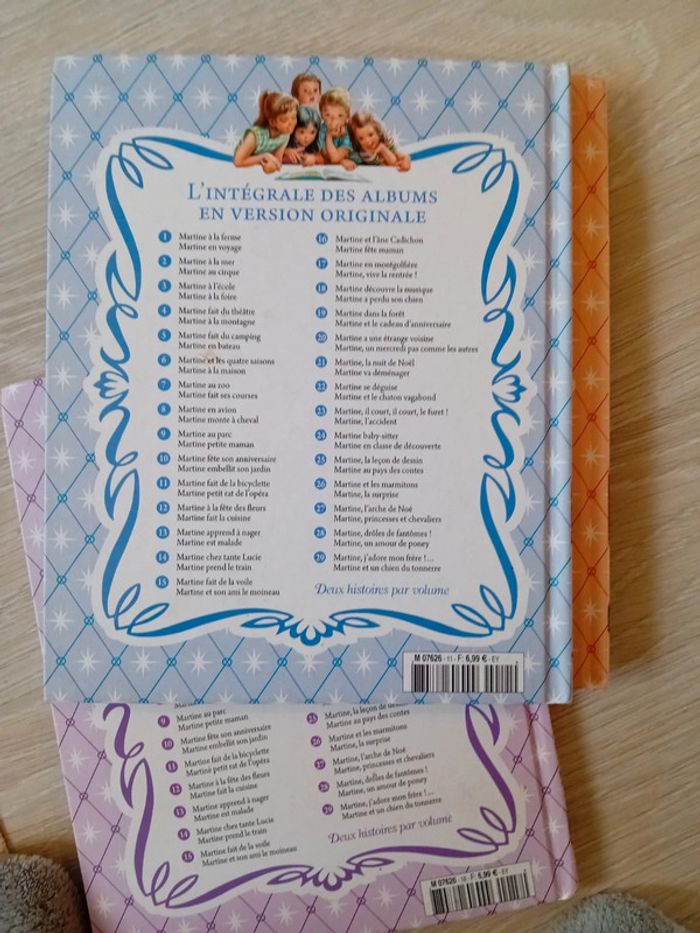 L'INTÉGRALE DES ALBUMS
EN VERSION ORIGINALE
1 Martine à la ferme
Martine en voyage
2 Martine à la mer
Martine au cirque
3 Martine à l'école
Martine à la foire
4 Martine fait du théâtre
Martine à la montagne
5 Martine fait du camping
Martine en bateau
6 Martine et les quatre saisons
Martine à la maison
7 Martine au zoo
Martine fait ses courses
8 Martine en avion
Martine monte à cheval
9 Martine au parc
Martine petite maman
10 Martine fête son anniversaire
Martine embellit son jardin
11 Martine fait de la bicyclette
Martine petit rat de l'opéra
12 Martine à la fête des fleurs
Martine fait la cuisine
13 Martine apprend à nager
Martine est malade
14 Martine chez tante Lucie
Martine prend le train
15 Martine fait de la voile
Martine et son ami le moineau
16 Martine et l'âne Cadichon
Martine fête maman
17 Martine en montgolfière
Martine, vive la rentrée !
18 Martine découvre la musique
Martine a perdu son chien
19 Martine dans la forêt
Martine et le cadeau d'anniversaire
20 Martine a une étrange voisine
Martine, un mercredi pas comme les autres
21 Martine, la nuit de Noël
Martine va déménager
22 Martine se déguise
Martine et le chaton vagabond
23 Martine, il court, il court, le furet !
Martine, l'accident
24 Martine baby-sitter
Martine en classe de découverte
25 Martine, la leçon de dessin
Martine au pays des contes
26 Martine et les marmitons
Martine, la surprise
27 Martine, l'arche de Noé
Martine, princesses et chevaliers
28 Martine, drôles de fantômes !
Martine, un amour de poney
29 Martine, j'adore mon frère !...
Martine et un chien du tonnerre
Deux histoires par volume
M 07626 - 11 - F: 6,99 € - EY
9 Martine au parc
Martine petite maman
10 Martine fête son anniversaire
Martine embellit son jardin
11 Martine fait de la bicyclette
Martine petit rat de l'opéra
12 Martine à la fête des fleurs
Martine fait la cuisine
13 Martine apprend à nager
Martine est malade
14 Martine chez tante Lucie
Martine prend le train
15 Martine fait de la voile
Martine et son ami le moineau
25 Martine, la leçon de dessin
Martine au pays des contes
26 Martine et les marmitons
Martine, la surprise
27 Martine, l'arche de Noé
Martine, princesses et chevaliers
28 Martine, drôles de fantômes !
Martine, un amour de poney
29 Martine, j'adore mon frère !...
Martine et un chien du tonnerre
Deux histoires par volume
M 07626 - 16 - F: 6,99 € - EY